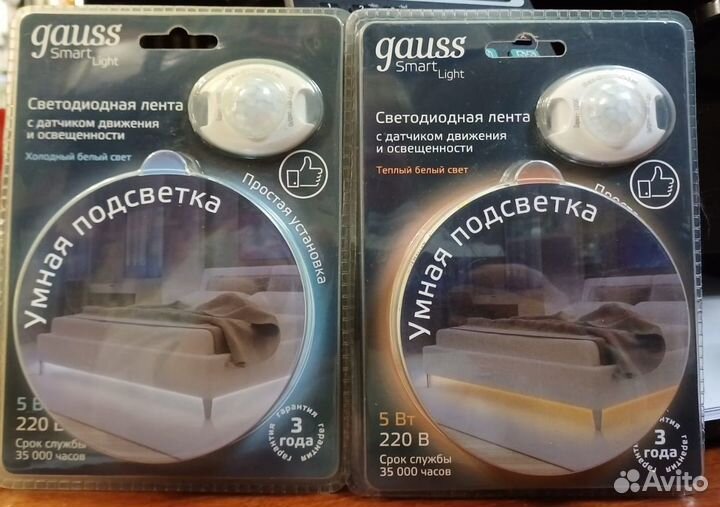 gauss
Smart Light
Светодиодная лента
с датчиком движения
и освещенности
Холодный белый свет
Простая установка
Умная подсветка
5 Вт
220 В
Срок службы
35 000 часов
гарантия
3 года
гарантия
gauss
Smart Light
Светодиодная лента
с датчиком движения
и освещенности
Теплый белый свет
Умная подсветка
5 Вт
220 В
Срок службы
35 000 часов
гарантия
3 года
гарантия
Avito